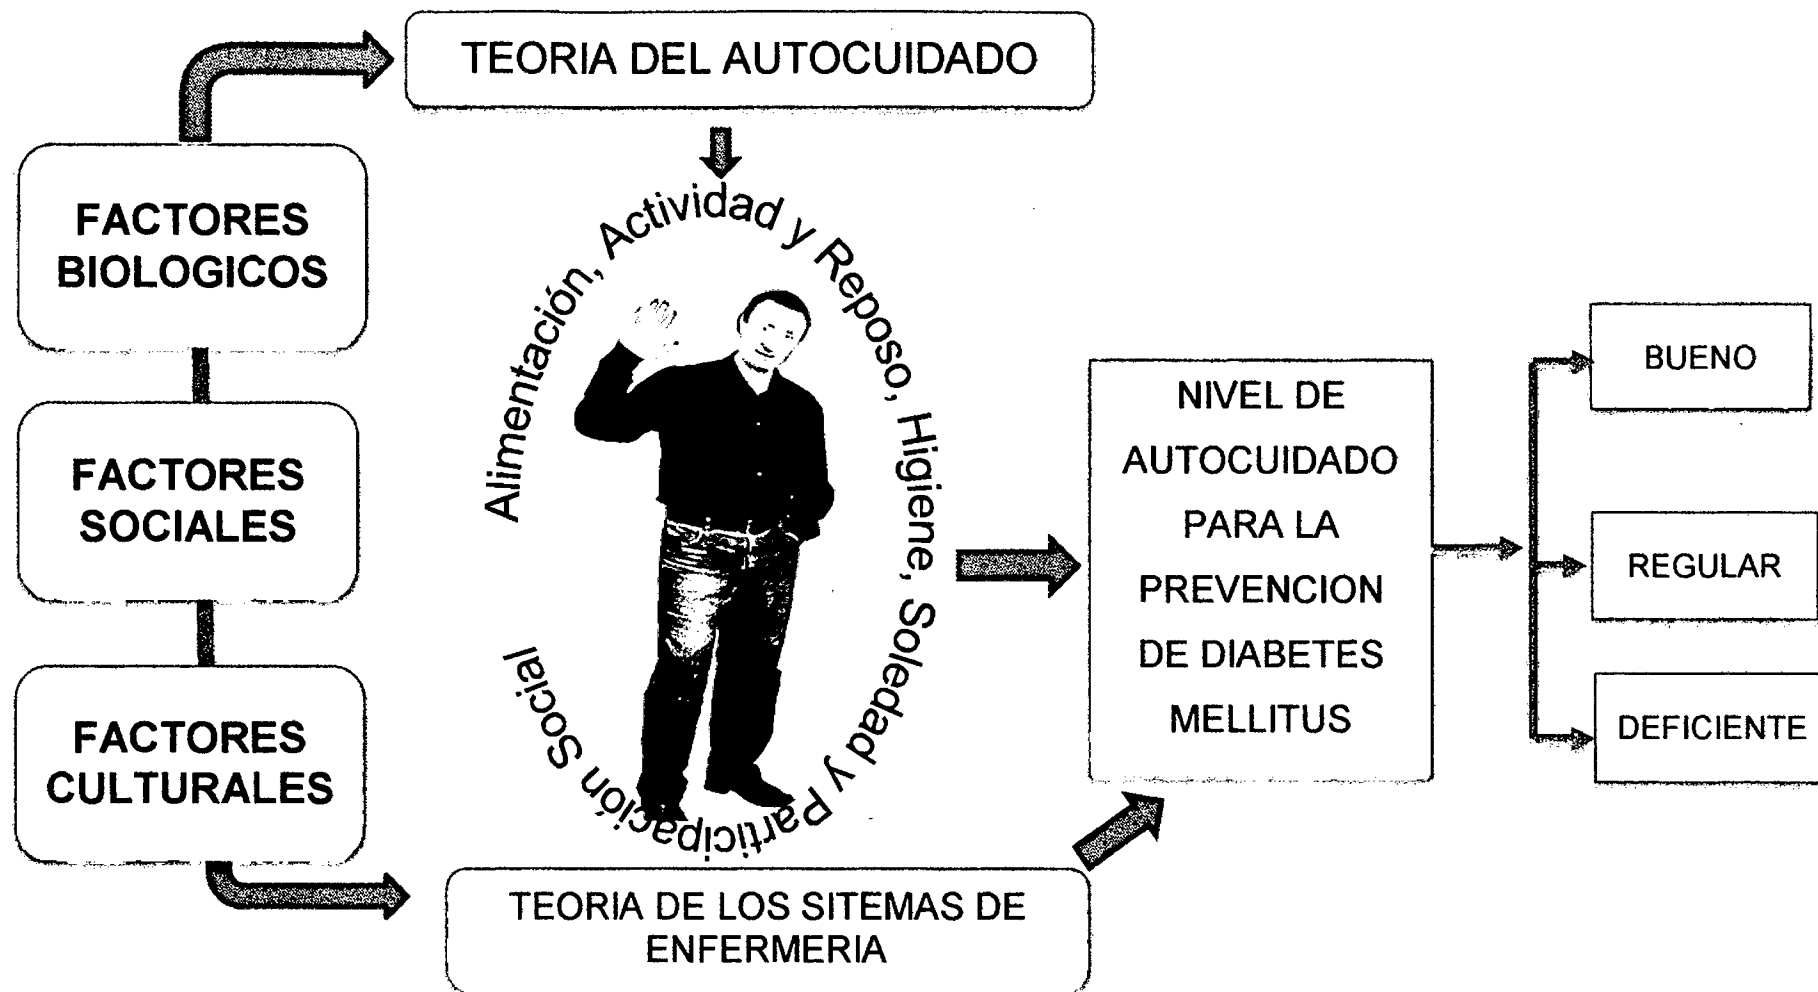 TEORIA DEL AUTOCUIDADO
FACTORES
BIOLOGICOS
FACTORES
SOCIALES
FACTORES
CULTURALES
Alimentación, Actividad y Reposo, Higiene, Soledad y Participación Social
TEORIA DE LOS SITEMAS DE
ENFERMERIA
NIVEL DE
AUTOCUIDADO
PARA LA
PREVENCION
DE DIABETES
MELLITUS
BUENO
REGULAR
DEFICIENTE